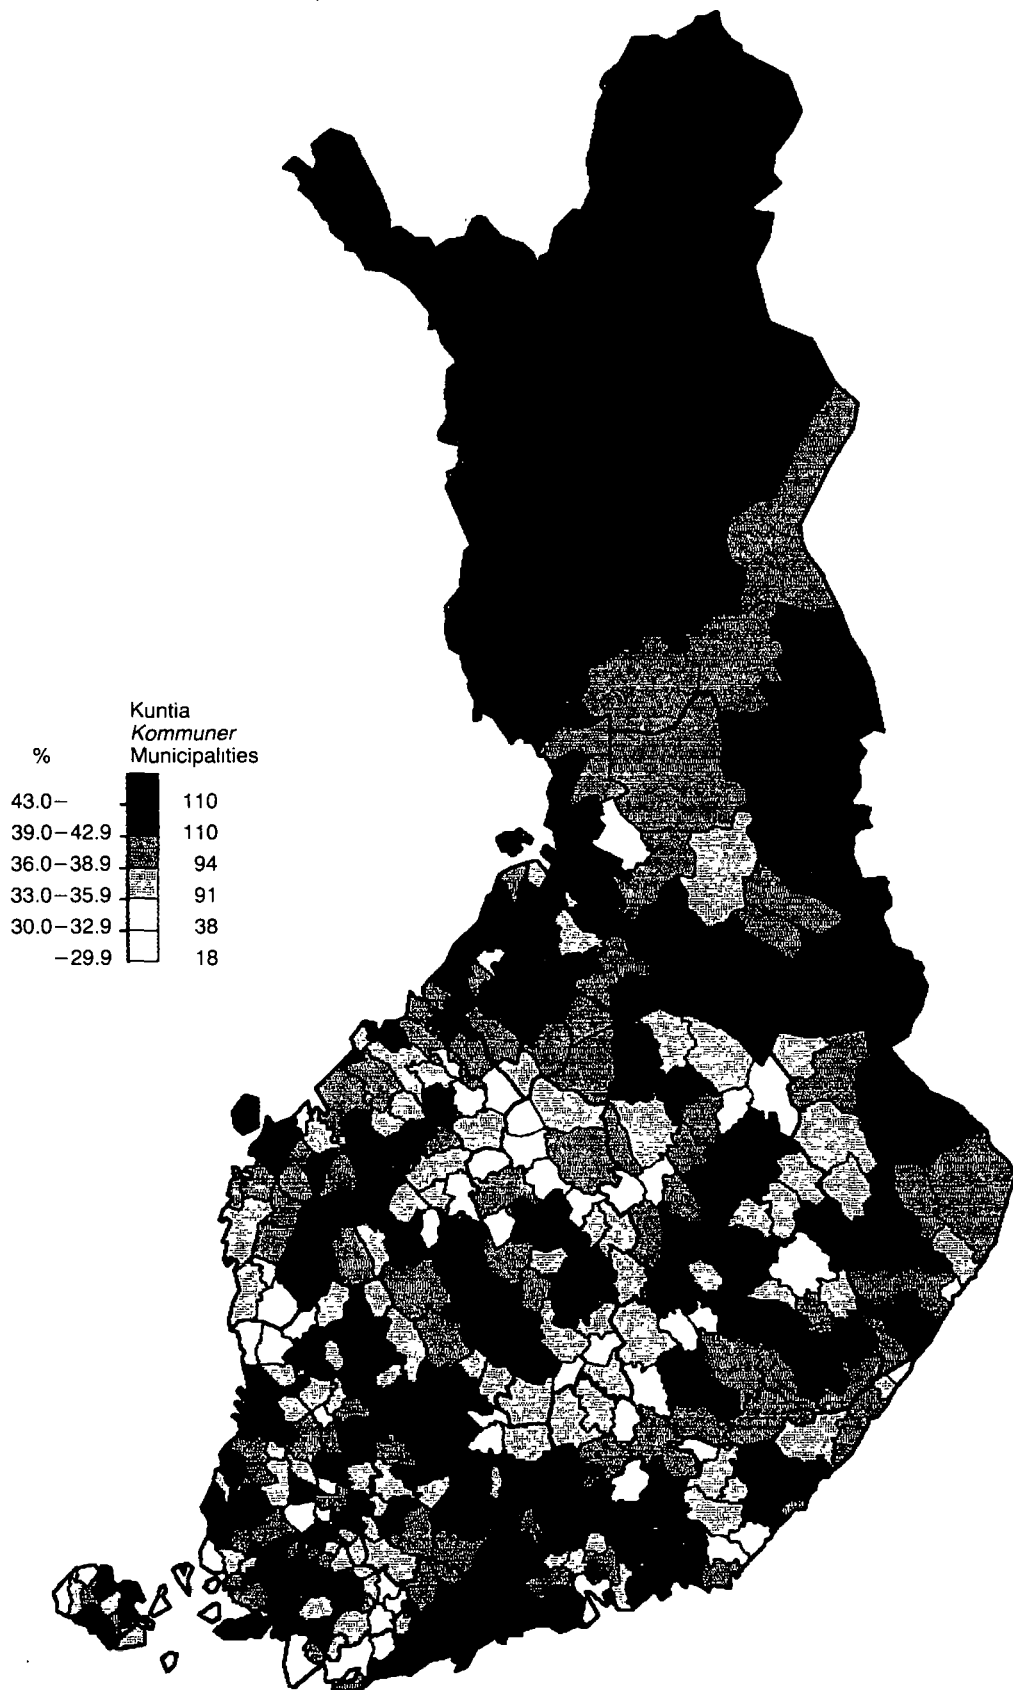 Kuntia
Kommuner
% Municipalities
43.0– 110
39.0–42.9 110
36.0–38.9 94
33.0–35.9 91
30.0–32.9 38
–29.9 18